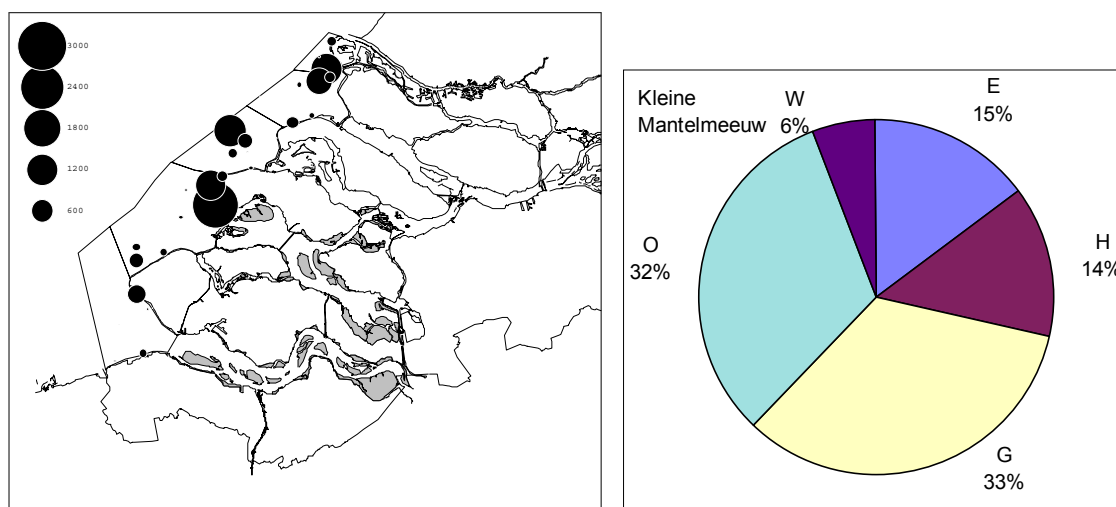 3000
2400
1800
1200
600
Kleine
Mantelmeeuw
W
6%
E
15%
H
14%
G
33%
O
32%